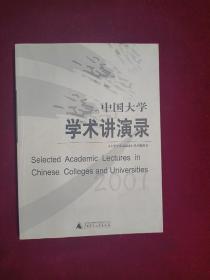 中国大学
学术讲演录
Selected Academic Lectures in
Chinese Colleges and Universities
2001